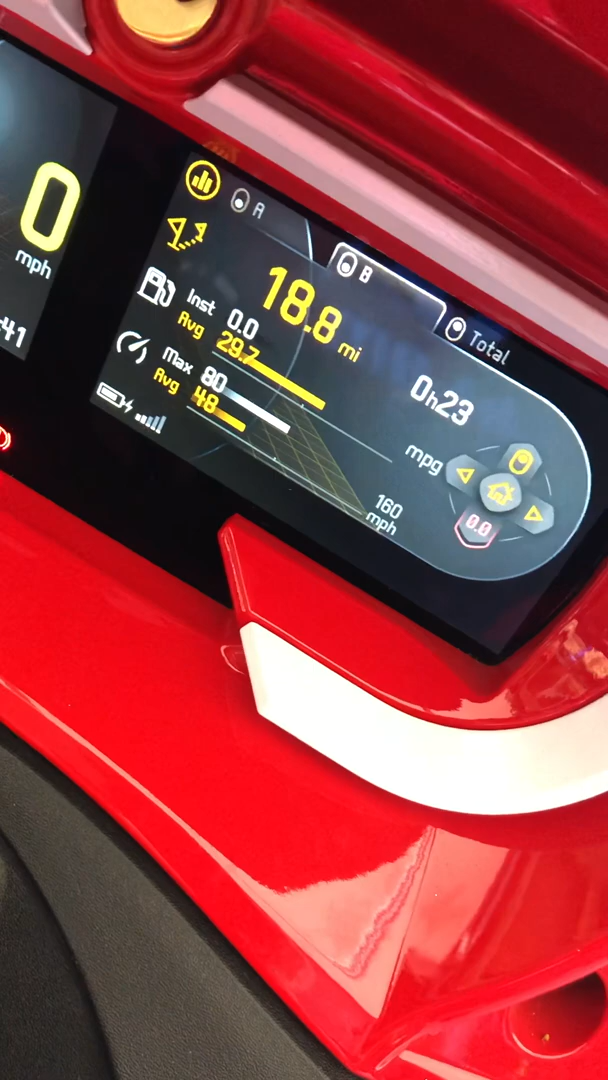 0
mph
:41
A
B
Total
18.8 mi
0h23
Inst 0.0
Avg 29.7
mpg
Max 80
Avg 48
160
mph
0.0